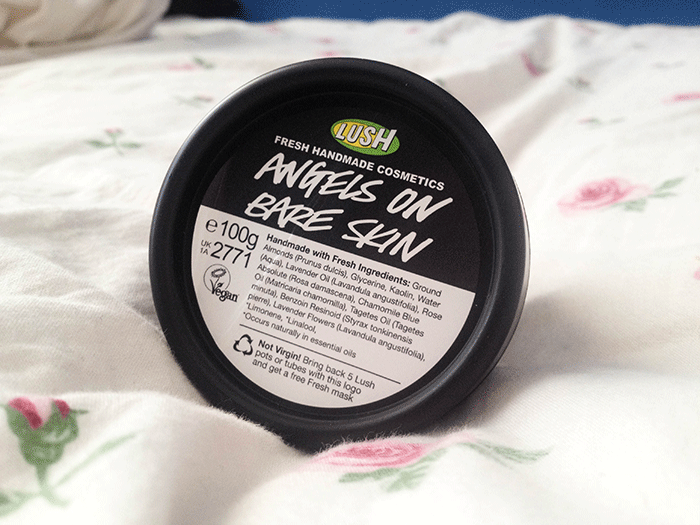 LUSH
FRESH HANDMADE COSMETICS
ANGELS ON
BARE SKIN
e 100g
UK 2771
1A
Vegan
Handmade with Fresh Ingredients: Ground
Almonds (Prunus dulcis), Glycerine, Kaolin, Water
(Aqua), Lavender Oil (Lavandula angustifolia), Rose
Absolute (Rosa damascena), Chamomile Blue
Oil (Matricaria chamomilla), Tagetes Oil (Tagetes
minuta), Benzoin Resinoid (Styrax tonkinensis
pierre), Lavender Flowers (Lavandula angustifolia),
*Limonene, *Linalool.
*Occurs naturally in essential oils
Not Virgin! Bring back 5 Lush
pots or tubes with this logo
and get a free Fresh mask